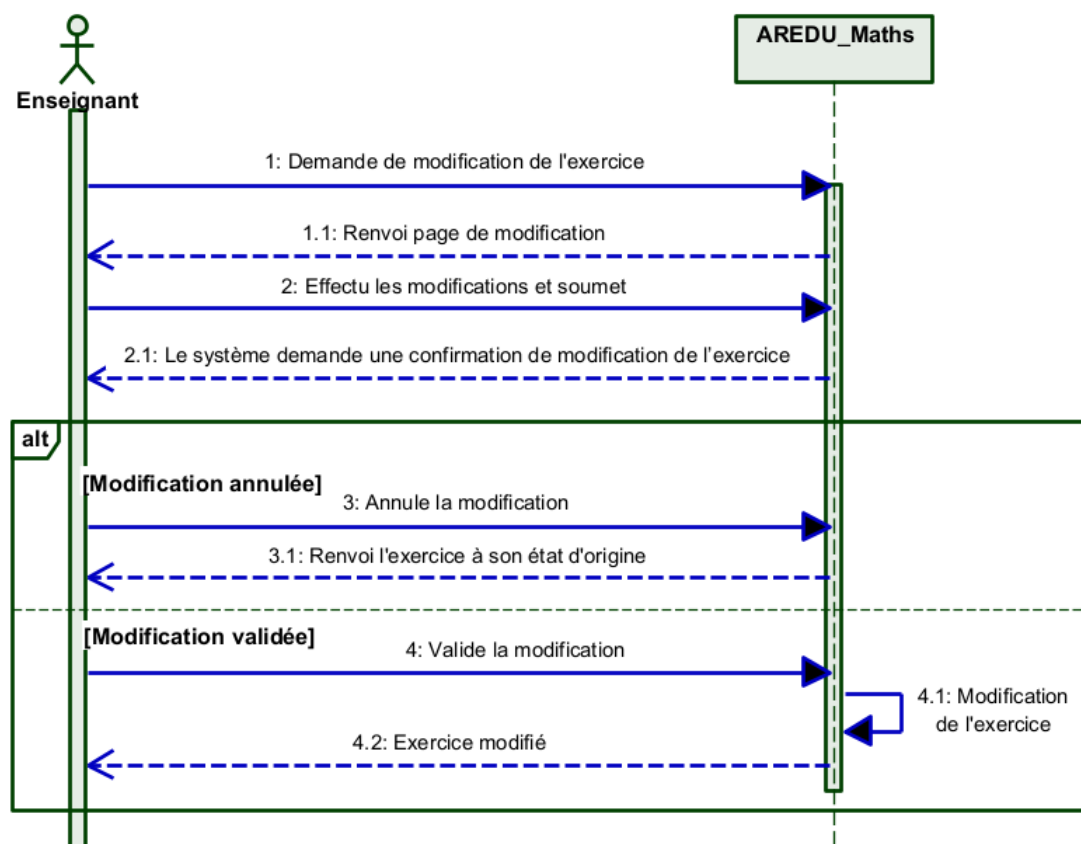 AREDU_Maths
Enseignant
1: Demande de modification de l'exercice
1.1: Renvoi page de modification
2: Effectu les modifications et soumet
2.1: Le système demande une confirmation de modification de l’exercice
alt
[Modification annulée]
3: Annule la modification
3.1: Renvoi l'exercice à son état d'origine
[Modification validée]
4: Valide la modification
4.1: Modification
de l'exercice
4.2: Exercice modifié